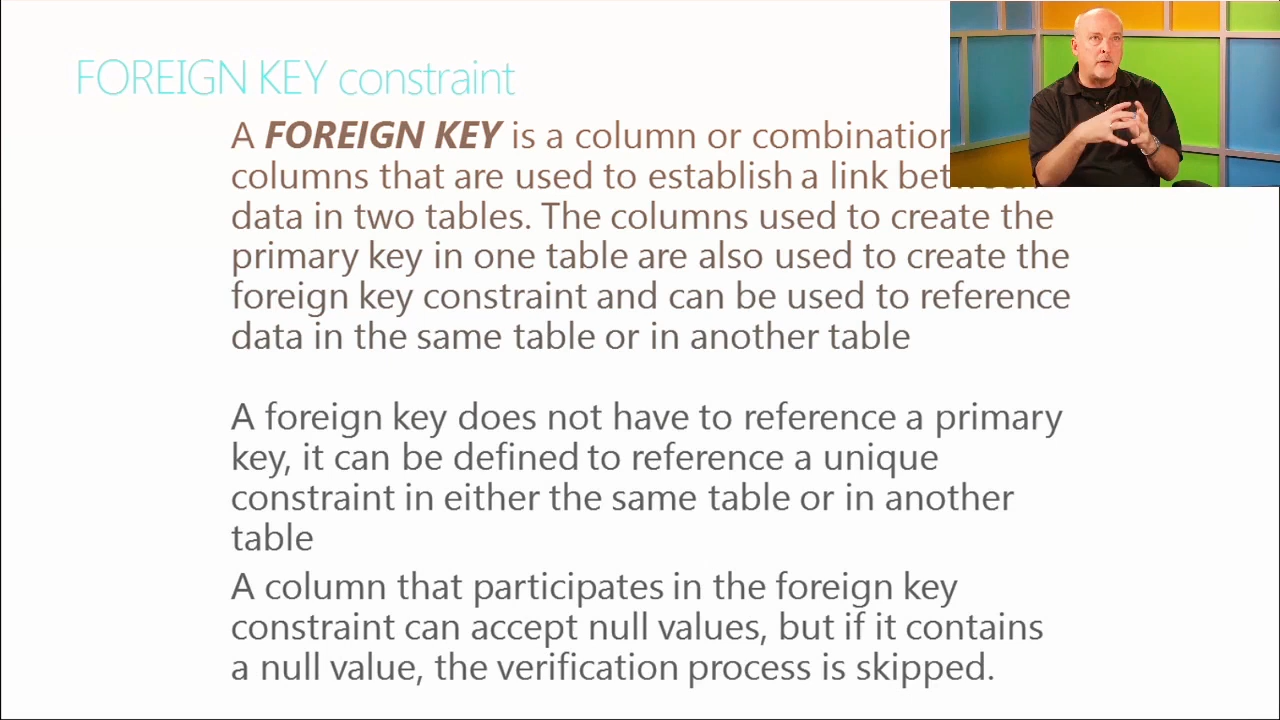 FOREIGN KEY constraint
A FOREIGN KEY is a column or combination
columns that are used to establish a link between
data in two tables. The columns used to create the
primary key in one table are also used to create the
foreign key constraint and can be used to reference
data in the same table or in another table
A foreign key does not have to reference a primary
key, it can be defined to reference a unique
constraint in either the same table or in another
table
A column that participates in the foreign key
constraint can accept null values, but if it contains
a null value, the verification process is skipped.